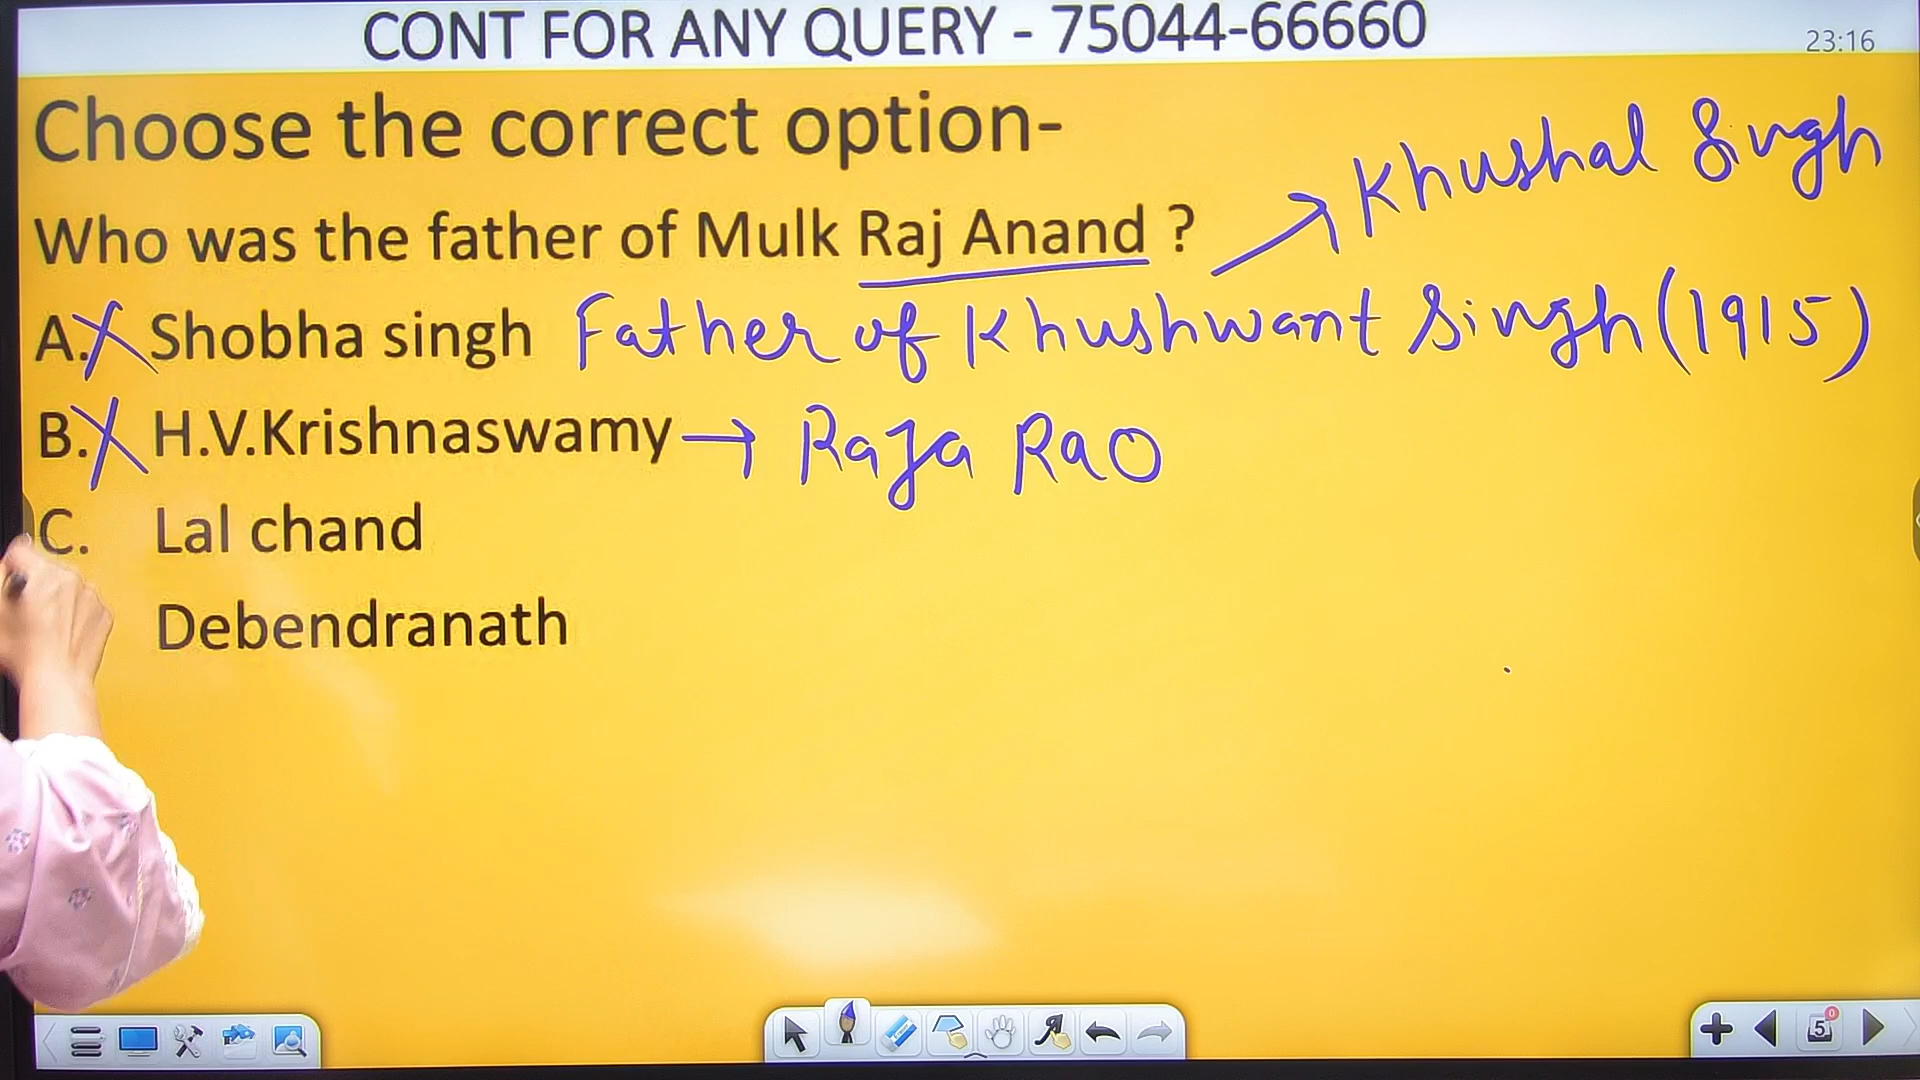 CONT FOR ANY QUERY - 75044-66660
23:16
Choose the correct option-
Khushal Singh
Who was the father of Mulk Raj Anand ?
A. Shobha singh Father of Khushwant Singh (1915)
B. H.V.Krishnaswamy → Raja Rao
C. Lal chand
Debendranath
5
0